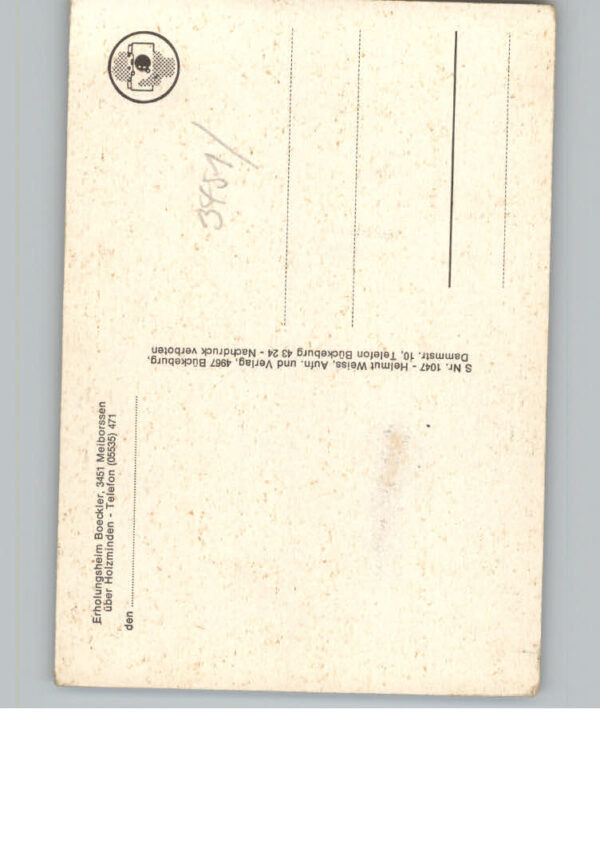 Erholungsheim Boeckler, 3451 Meiborssen
über Holzminden - Telefon (05535) 471
den
S Nr. 1047 - Helmut Weiss, Aufn. und Verlag, 4967 Bückeburg,
Dammstr. 10, Telefon Bückeburg 43 24 - Nachdruck verboten
3451/